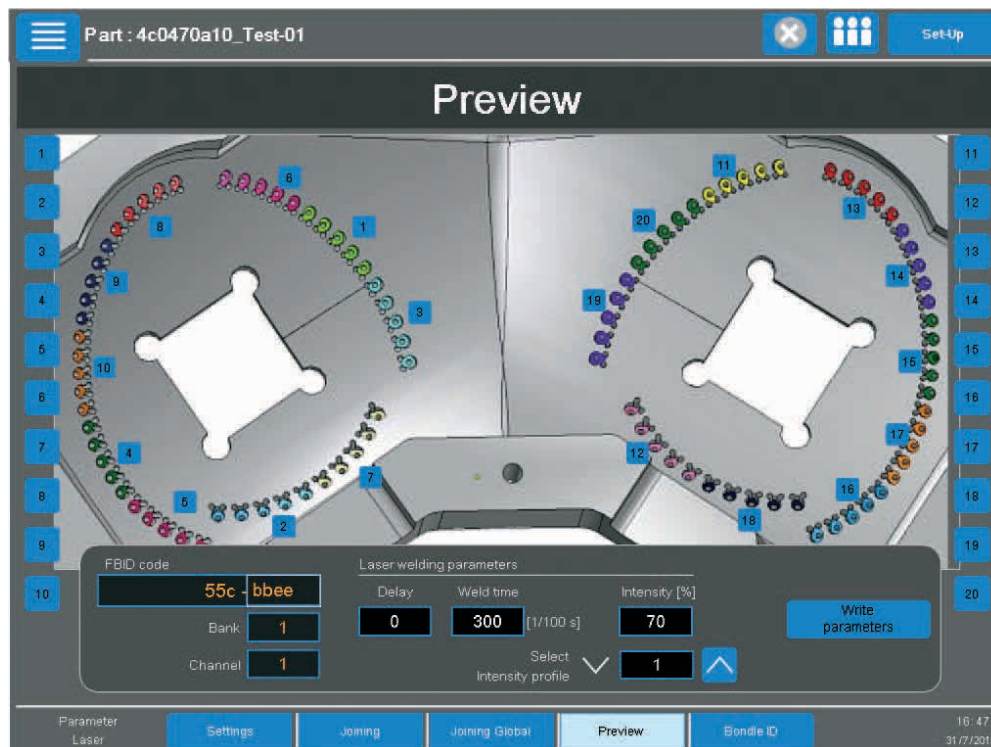 Part : 4c0470a10_Test-01
Set-Up
Preview
1
2
3
4
5
6
7
8
9
10
11
12
13
14
15
16
17
18
19
20
6
8
1
9
3
10
4
5
2
7
11
20
13
14
19
15
17
12
16
18
FBID code
55c - bbee
Bank 1
Channel 1
Laser welding parameters
Delay Weld time Intensity [%]
0 300 [1/100 s] 70
Select
Intensity profile 1
Write
parameters
Parameter
Laser
Settings
Joining
Joining Global
Preview
Bondle ID
16:47
31/7/201